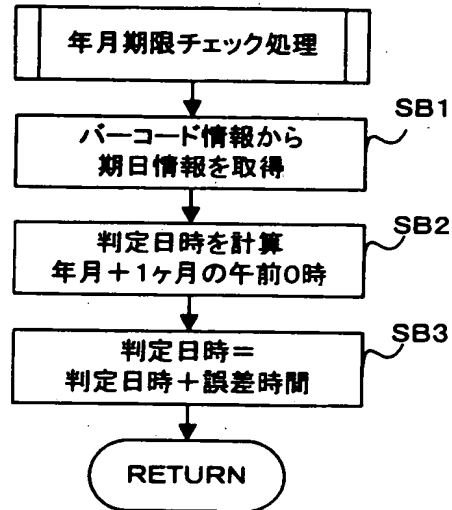 年月期限チェック処理
SB1
バーコード情報から
期日情報を取得
SB2
判定日時を計算
年月+1ヶ月の午前0時
SB3
判定日時=
判定日時+誤差時間
RETURN